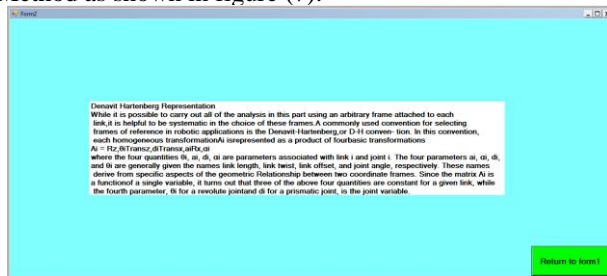 Method as shown in figure (7).
Form2
Denavit Hartenberg Representation
While it is possible to carry out all of the analysis in this part using an arbitrary frame attached to each
link,it is helpful to be systematic in the choice of these frames.A commonly used convention for selecting
frames of reference in robotic applications is the Denavit-Hartenberg,or D-H conven- tion. In this convention,
each homogeneous transformationAi isrepresented as a product of fourbasic transformations
Ai = Rz,θiTransz,diTransx,aiRx,αi
where the four quantities θi, ai, di, αi are parameters associated with link i and joint i. The four parameters ai, αi, di,
and θi are generally given the names link length, link twist, link offset, and joint angle, respectively. These names
derive from specific aspects of the geometric Relationship between two coordinate frames. Since the matrix Ai is
a functionof a single variable, it turns out that three of the above four quantities are constant for a given link, while
the fourth parameter, θi for a revolute jointand di for a prismatic joint, is the joint variable.
Return to form1